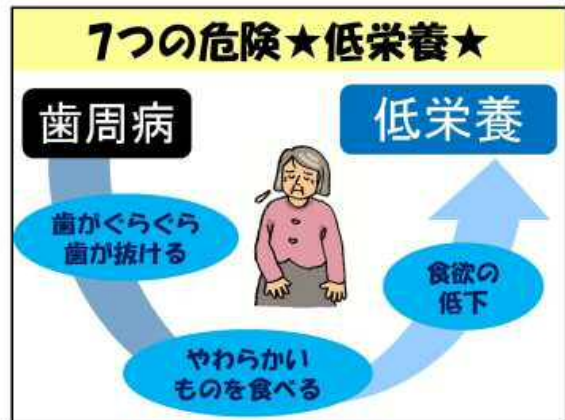 7つの危険★低栄養★
歯周病
低栄養
歯がぐらぐら
歯が抜ける
やわらかい
ものを食べる
食欲の
低下